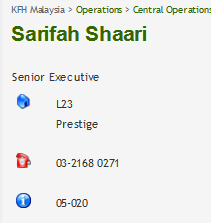 KFH Malaysia > Operations > Central Operations
Sarifah Shaari
Senior Executive
L23
Prestige
03-2168 0271
05-020